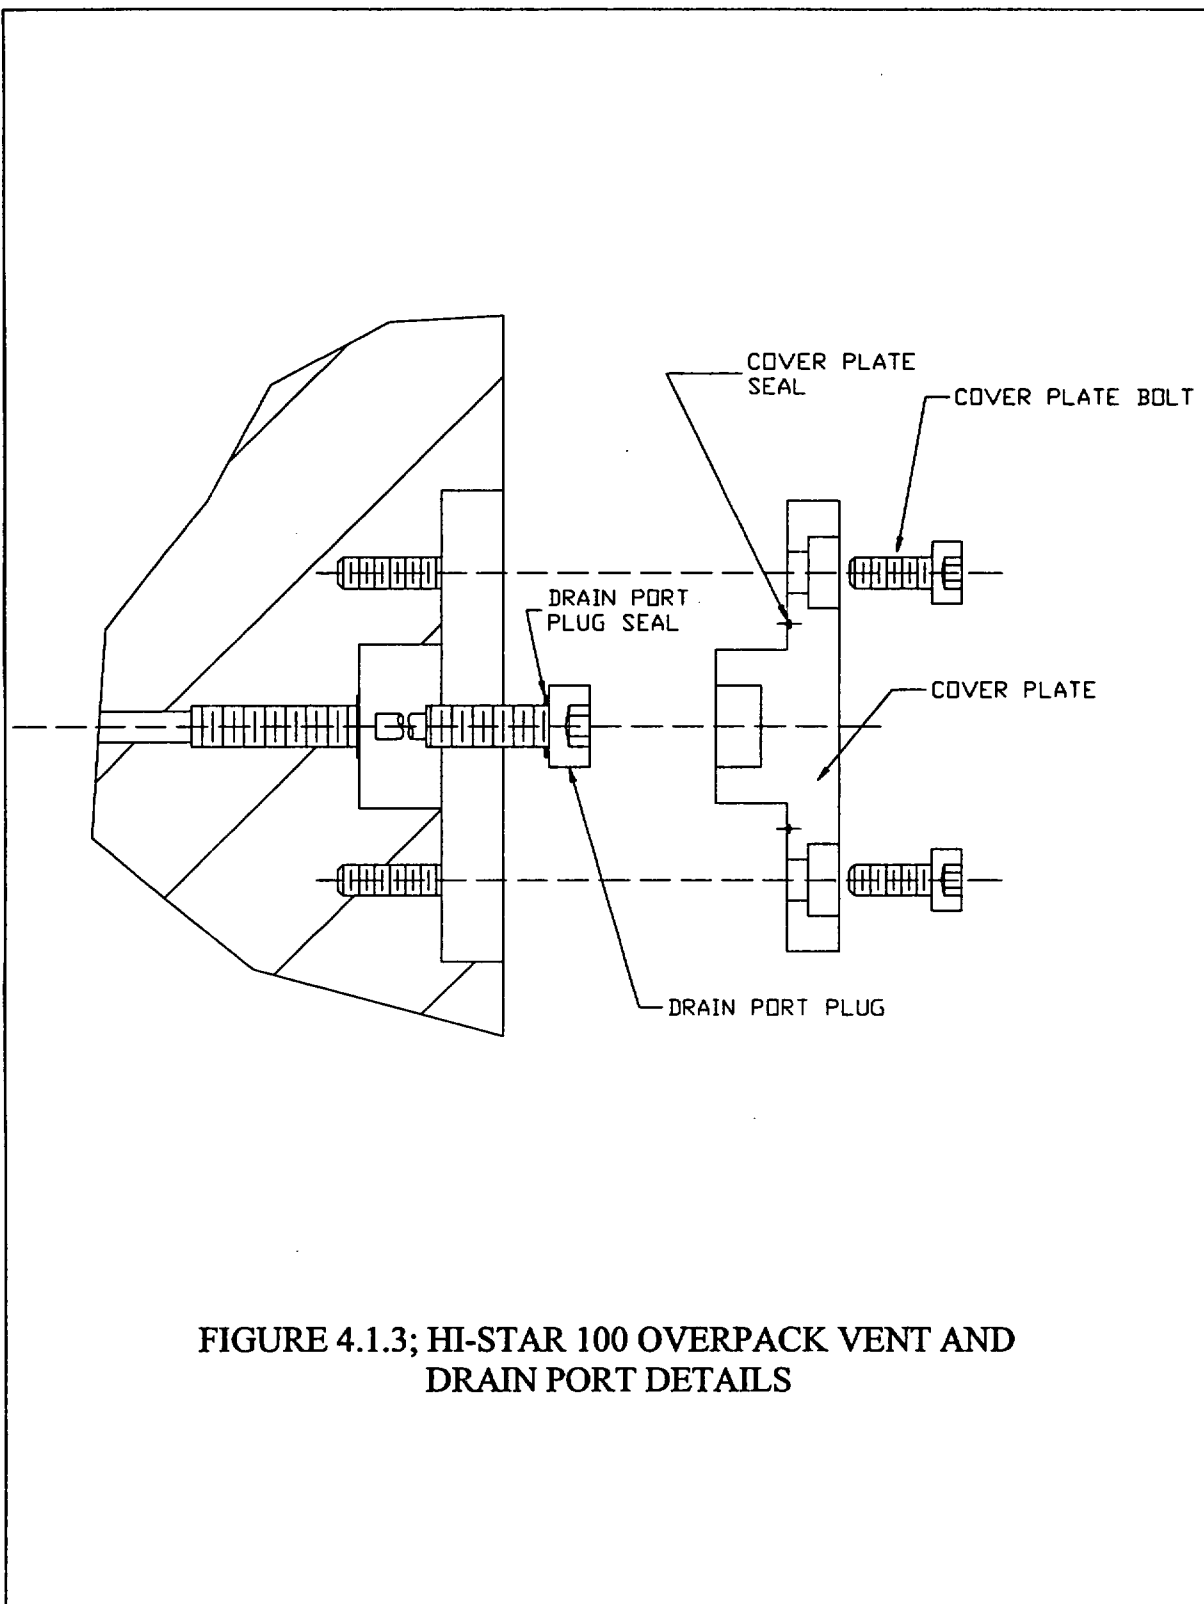 COVER PLATE
SEAL
COVER PLATE BOLT
DRAIN PORT
PLUG SEAL
COVER PLATE
DRAIN PORT PLUG
FIGURE 4.1.3; HI-STAR 100 OVERPACK VENT AND
DRAIN PORT DETAILS